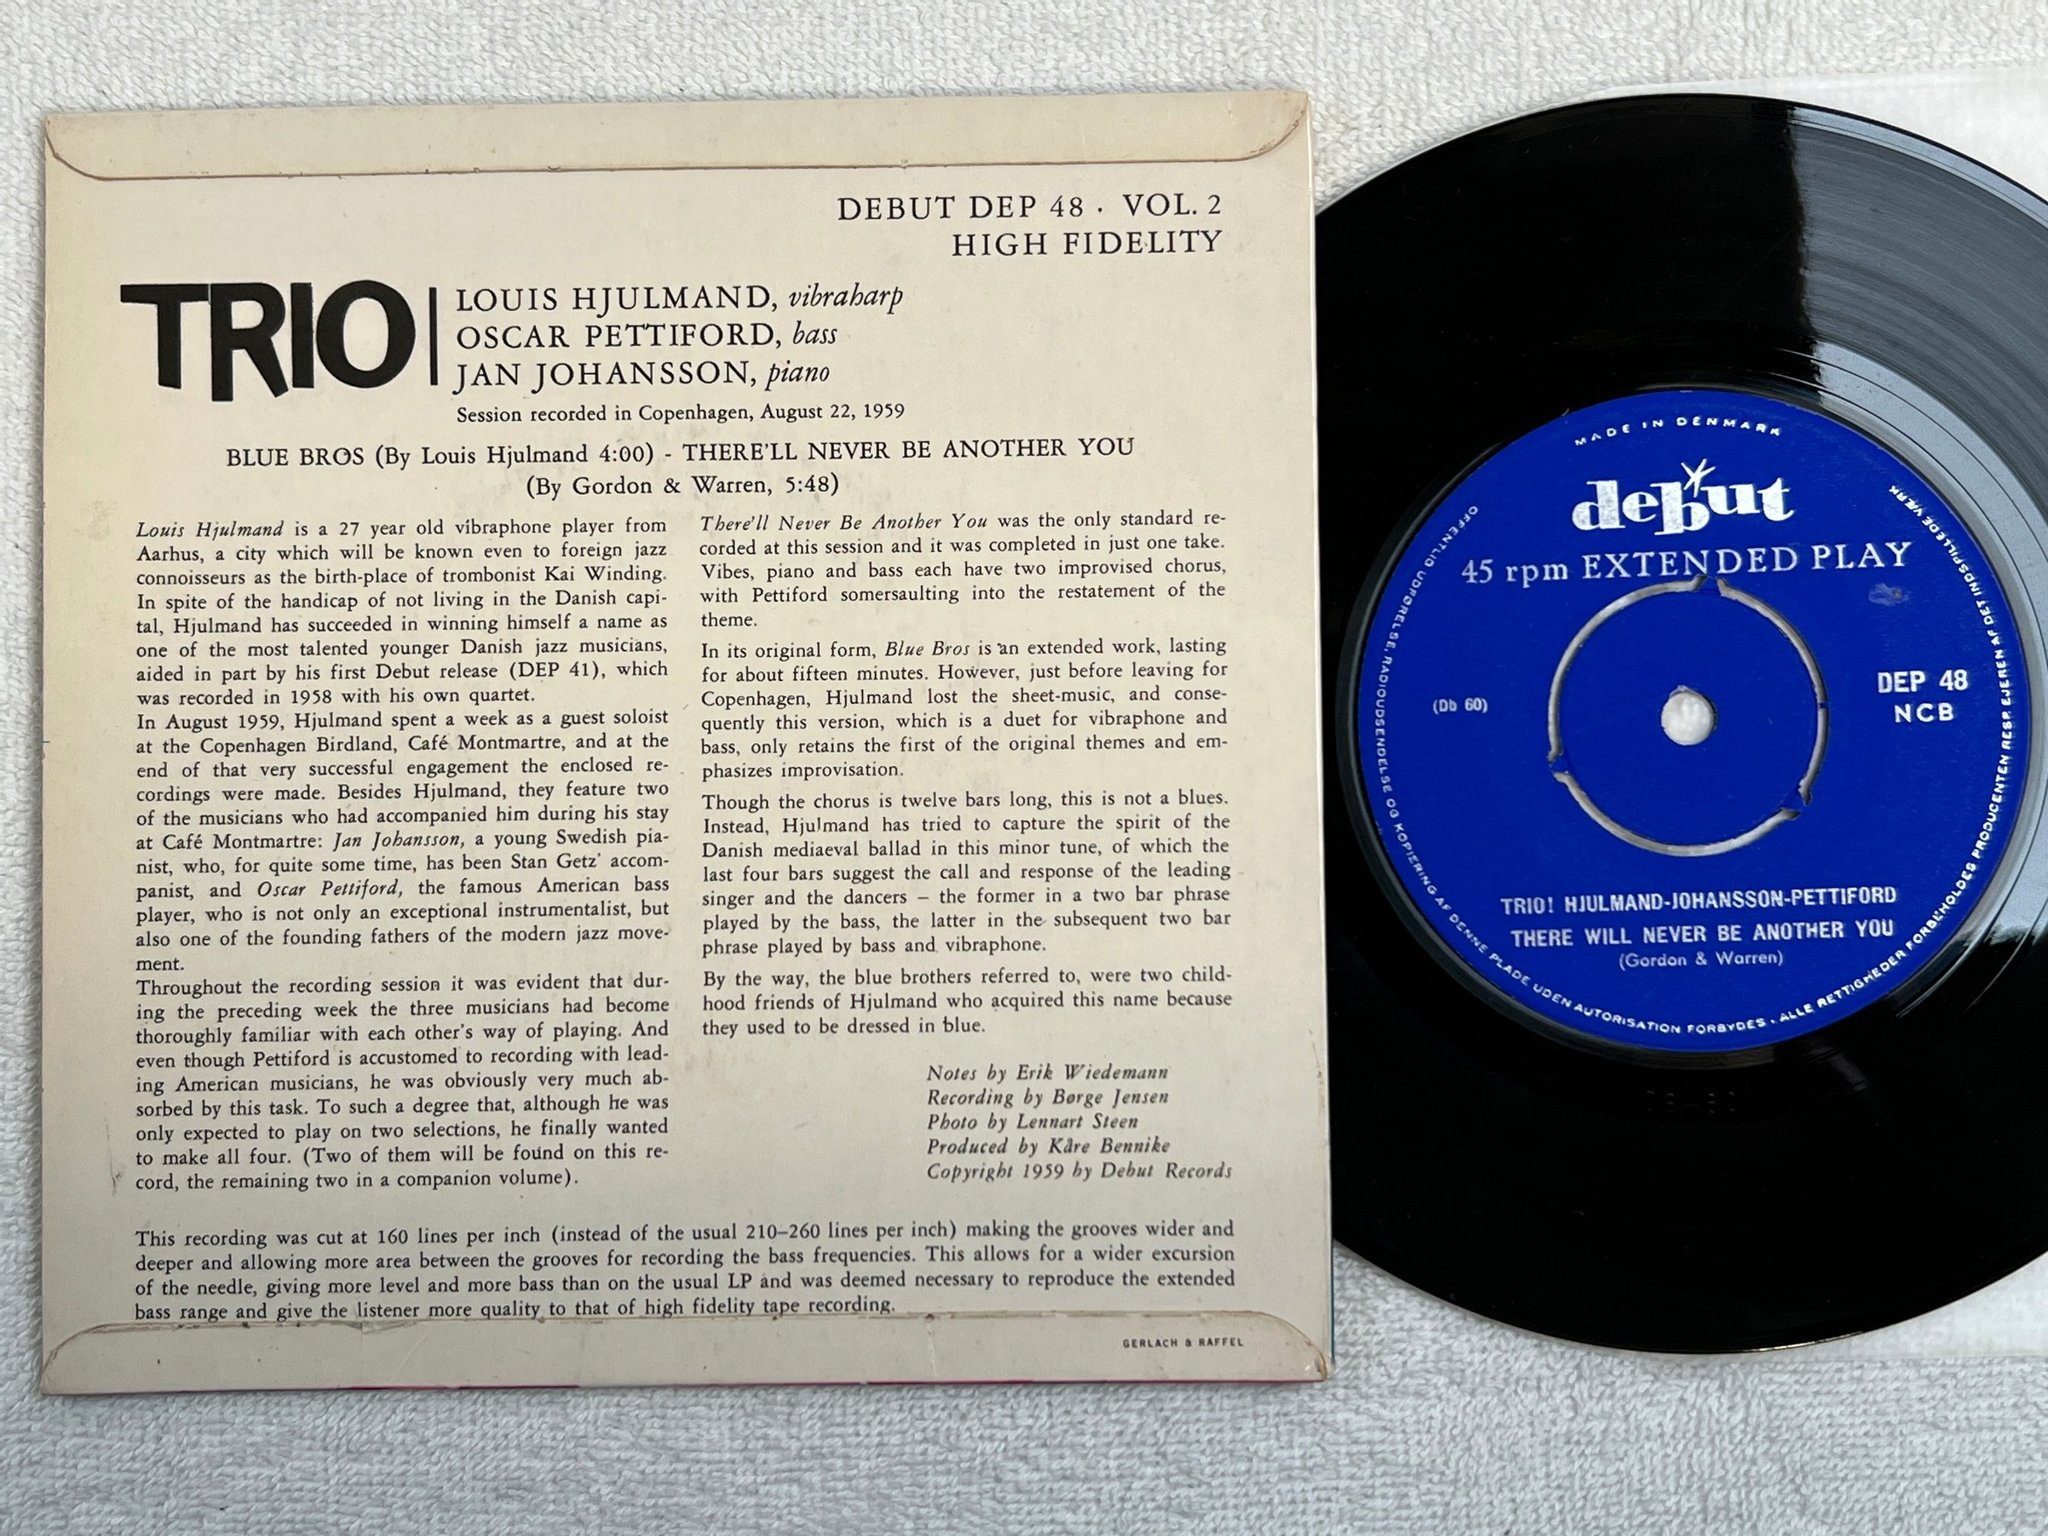 DEBUT DEP 48 · VOL. 2
HIGH FIDELITY
TRIO
LOUIS HJULMAND, vibraharp
OSCAR PETTIFORD, bass
JAN JOHANSSON, piano
Session recorded in Copenhagen, August 22, 1959
BLUE BROS (By Louis Hjulmand 4:00) - THERE'LL NEVER BE ANOTHER YOU
(By Gordon & Warren, 5:48)
Louis Hjulmand is a 27 year old vibraphone player from
Aarhus, a city which will be known even to foreign jazz
connoisseurs as the birth-place of trombonist Kai Winding.
In spite of the handicap of not living in the Danish capi-
tal, Hjulmand has succeeded in winning himself a name as
one of the most talented younger Danish jazz musicians,
aided in part by his first Debut release (DEP 41), which
was recorded in 1958 with his own quartet.
In August 1959, Hjulmand spent a week as a guest soloist
at the Copenhagen Birdland, Café Montmartre, and at the
end of that very successful engagement the enclosed re-
cordings were made. Besides Hjulmand, they feature two
of the musicians who had accompanied him during his stay
at Café Montmartre: Jan Johansson, a young Swedish pia-
nist, who, for quite some time, has been Stan Getz' accom-
panist, and Oscar Pettiford, the famous American bass
player, who is not only an exceptional instrumentalist, but
also one of the founding fathers of the modern jazz move-
ment.
Throughout the recording session it was evident that dur-
ing the preceding week the three musicians had become
thoroughly familiar with each other's way of playing. And
even though Pettiford is accustomed to recording with lead-
ing American musicians, he was obviously very much ab-
sorbed by this task. To such a degree that, although he was
only expected to play on two selections, he finally wanted
to make all four. (Two of them will be found on this re-
cord, the remaining two in a companion volume).
There'll Never Be Another You was the only standard re-
corded at this session and it was completed in just one take.
Vibes, piano and bass each have two improvised chorus,
with Pettiford somersaulting into the restatement of the
theme.
In its original form, Blue Bros is an extended work, lasting
for about fifteen minutes. However, just before leaving for
Copenhagen, Hjulmand lost the sheet-music, and conse-
quently this version, which is a duet for vibraphone and
bass, only retains the first of the original themes and em-
phasizes improvisation.
Though the chorus is twelve bars long, this is not a blues.
Instead, Hjulmand has tried to capture the spirit of the
Danish mediaeval ballad in this minor tune, of which the
last four bars suggest the call and response of the leading
singer and the dancers – the former in a two bar phrase
played by the bass, the latter in the subsequent two bar
phrase played by bass and vibraphone.
By the way, the blue brothers referred to, were two child-
hood friends of Hjulmand who acquired this name because
they used to be dressed in blue.
Notes by Erik Wiedemann
Recording by Børge Jensen
Photo by Lennart Steen
Produced by Kåre Bennike
Copyright 1959 by Debut Records
This recording was cut at 160 lines per inch (instead of the usual 210–260 lines per inch) making the grooves wider and
deeper and allowing more area between the grooves for recording the bass frequencies. This allows for a wider excursion
of the needle, giving more level and more bass than on the usual LP and was deemed necessary to reproduce the extended
bass range and give the listener more quality to that of high fidelity tape recording.
GERLACH & RAFFEL
MADE IN DENMARK
debut
45 rpm EXTENDED PLAY
(Db 60)
DEP 48
NCB
TRIO! HJULMAND-JOHANSSON-PETTIFORD
THERE WILL NEVER BE ANOTHER YOU
(Gordon & Warren)
OFFENTLIG UDFØRELSE, RADIOUDSENDELSE OG KOPIERING AF DENNE PLADE UDEN AUTORISATION FORBYDES · ALLE RETTIGHEDER FORBEHOLDES PRODUCENTEN RESP. EJEREN AF DET INDSPILLEDE VÆRK